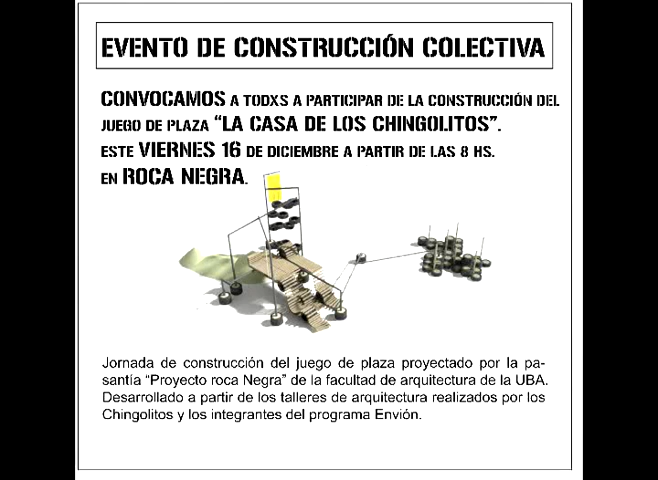 EVENTO DE CONSTRUCCIÓN COLECTIVA
CONVOCAMOS A TODXS A PARTICIPAR DE LA CONSTRUCCIÓN DEL
JUEGO DE PLAZA “LA CASA DE LOS CHINGOLITOS”.
ESTE VIERNES 16 DE DICIEMBRE A PARTIR DE LAS 8 HS.
EN ROCA NEGRA.
Jornada de construcción del juego de plaza proyectado por la pa-
santía “Proyecto roca Negra” de la facultad de arquitectura de la UBA.
Desarrollado a partir de los talleres de arquitectura realizados por los
Chingolitos y los integrantes del programa Envión.